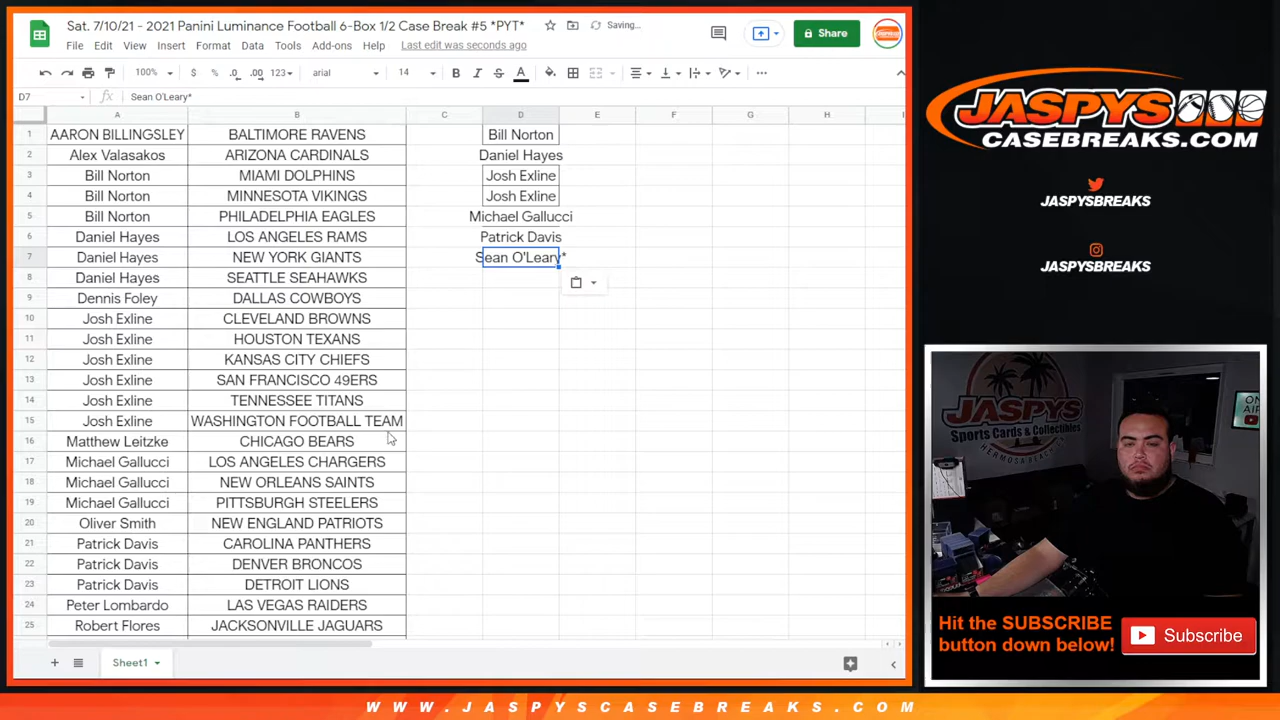 Sat. 7/10/21 - 2021 Panini Luminance Football 6-Box 1/2 Case Break #5 *PYT*
Saving...
File Edit View Insert Format Data Tools Add-ons Help Last edit was seconds ago
Share
100% $ % .0 .00 123 arial 14 B I S A
D7 fx Sean O'Leary*
A B C D E F G H I
1 AARON BILLINGSLEY BALTIMORE RAVENS Bill Norton
2 Alex Valasakos ARIZONA CARDINALS Daniel Hayes
3 Bill Norton MIAMI DOLPHINS Josh Exline
4 Bill Norton MINNESOTA VIKINGS Josh Exline
5 Bill Norton PHILADELPHIA EAGLES Michael Gallucci
6 Daniel Hayes LOS ANGELES RAMS Patrick Davis
7 Daniel Hayes NEW YORK GIANTS Sean O'Leary*
8 Daniel Hayes SEATTLE SEAHAWKS
9 Dennis Foley DALLAS COWBOYS
10 Josh Exline CLEVELAND BROWNS
11 Josh Exline HOUSTON TEXANS
12 Josh Exline KANSAS CITY CHIEFS
13 Josh Exline SAN FRANCISCO 49ERS
14 Josh Exline TENNESSEE TITANS
15 Josh Exline WASHINGTON FOOTBALL TEAM
16 Matthew Leitzke CHICAGO BEARS
17 Michael Gallucci LOS ANGELES CHARGERS
18 Michael Gallucci NEW ORLEANS SAINTS
19 Michael Gallucci PITTSBURGH STEELERS
20 Oliver Smith NEW ENGLAND PATRIOTS
21 Patrick Davis CAROLINA PANTHERS
22 Patrick Davis DENVER BRONCOS
23 Patrick Davis DETROIT LIONS
24 Peter Lombardo LAS VEGAS RAIDERS
25 Robert Flores JACKSONVILLE JAGUARS
Sheet1
JASPYS
CASEBREAKS.COM
JASPYSBREAKS
JASPYSBREAKS
JASPYS
Sports Cards & Collectibles
HERMOSA BEACH
ON
AIR
Hit the SUBSCRIBE
button down below!
Subscribe
WWW.JASPYSCASEBREAKS.COM